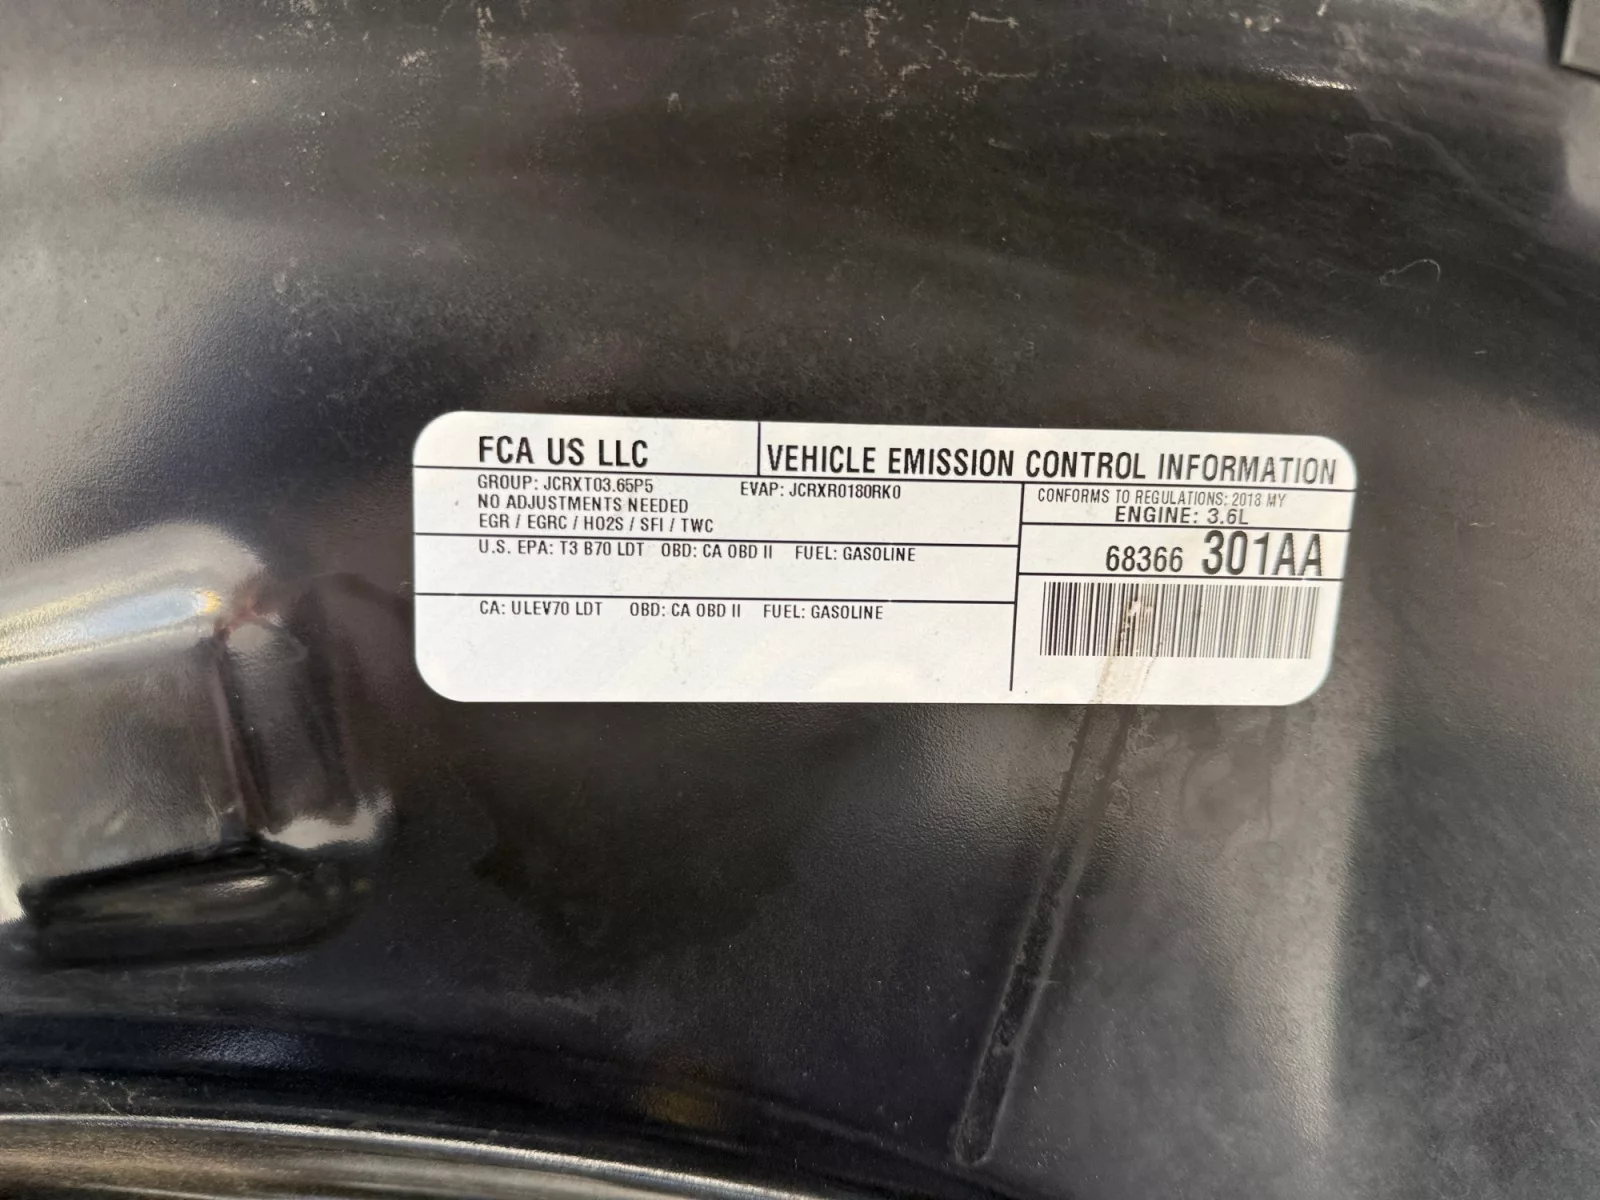 FCA US LLC
VEHICLE EMISSION CONTROL INFORMATION
GROUP: JCRXT03.65P5 EVAP: JCRXR0180RK0
NO ADJUSTMENTS NEEDED
EGR / EGRC / HO2S / SFI / TWC
CONFORMS TO REGULATIONS: 2018 MY
ENGINE: 3.6L
U.S. EPA: T3 B70 LDT OBD: CA OBD II FUEL: GASOLINE
68366 301AA
CA: ULEV70 LDT OBD: CA OBD II FUEL: GASOLINE